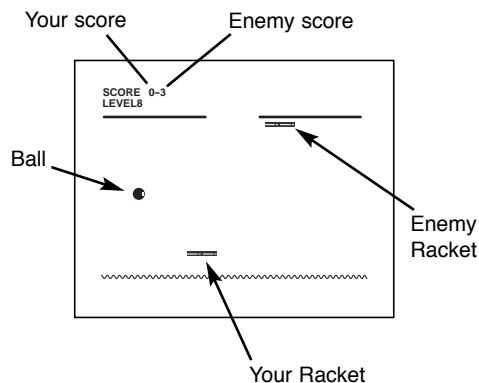 Your score
Enemy score
SCORE 0-3
LEVEL8
Ball
Enemy
Racket
Your Racket